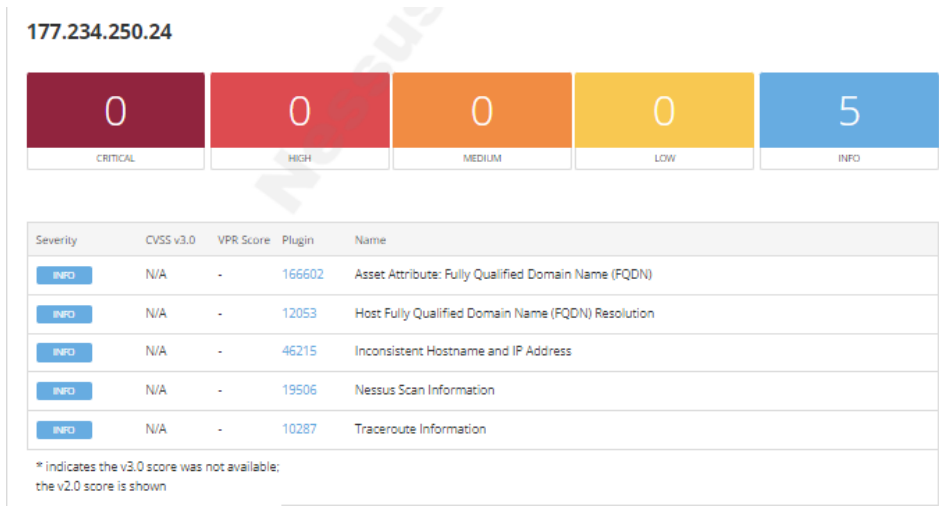 177.234.250.24
Nessus
0 0 0 0 5
CRITICAL HIGH MEDIUM LOW INFO
Severity CVSS v3.0 VPR Score Plugin Name
INFO N/A - 166602 Asset Attribute: Fully Qualified Domain Name (FQDN)
INFO N/A - 12053 Host Fully Qualified Domain Name (FQDN) Resolution
INFO N/A - 46215 Inconsistent Hostname and IP Address
INFO N/A - 19506 Nessus Scan Information
INFO N/A - 10287 Traceroute Information
* indicates the v3.0 score was not available;
the v2.0 score is shown